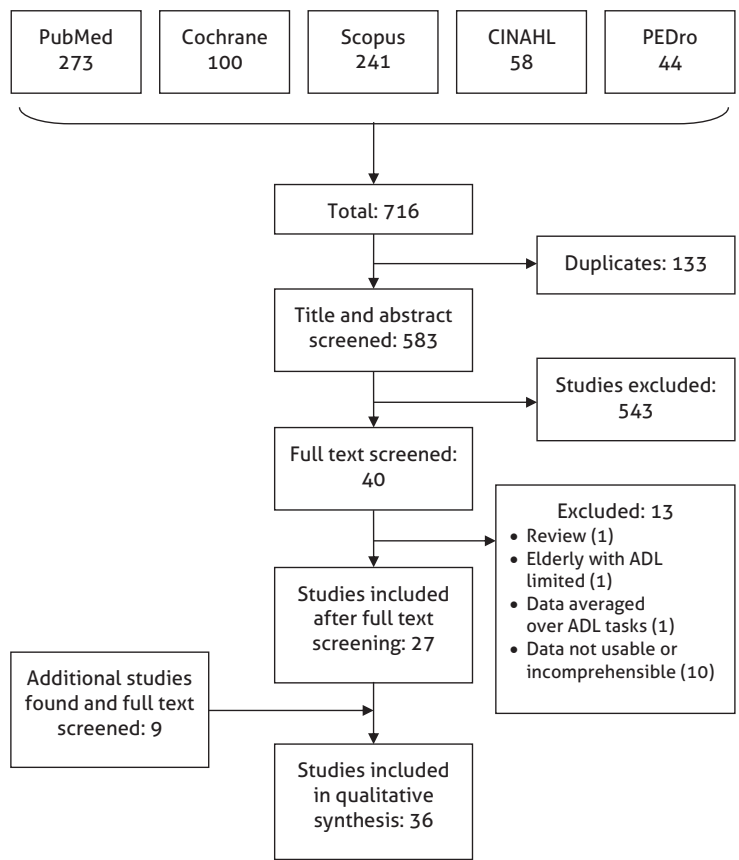 PubMed
273
Cochrane
100
Scopus
241
CINAHL
58
PEDro
44
Total: 716
Duplicates: 133
Title and abstract
screened: 583
Studies excluded:
543
Full text screened:
40
Excluded: 13
• Review (1)
• Elderly with ADL
limited (1)
• Data averaged
over ADL tasks (1)
• Data not usable or
incomprehensible (10)
Studies included
after full text
screening: 27
Additional studies
found and full text
screened: 9
Studies included
in qualitative
synthesis: 36